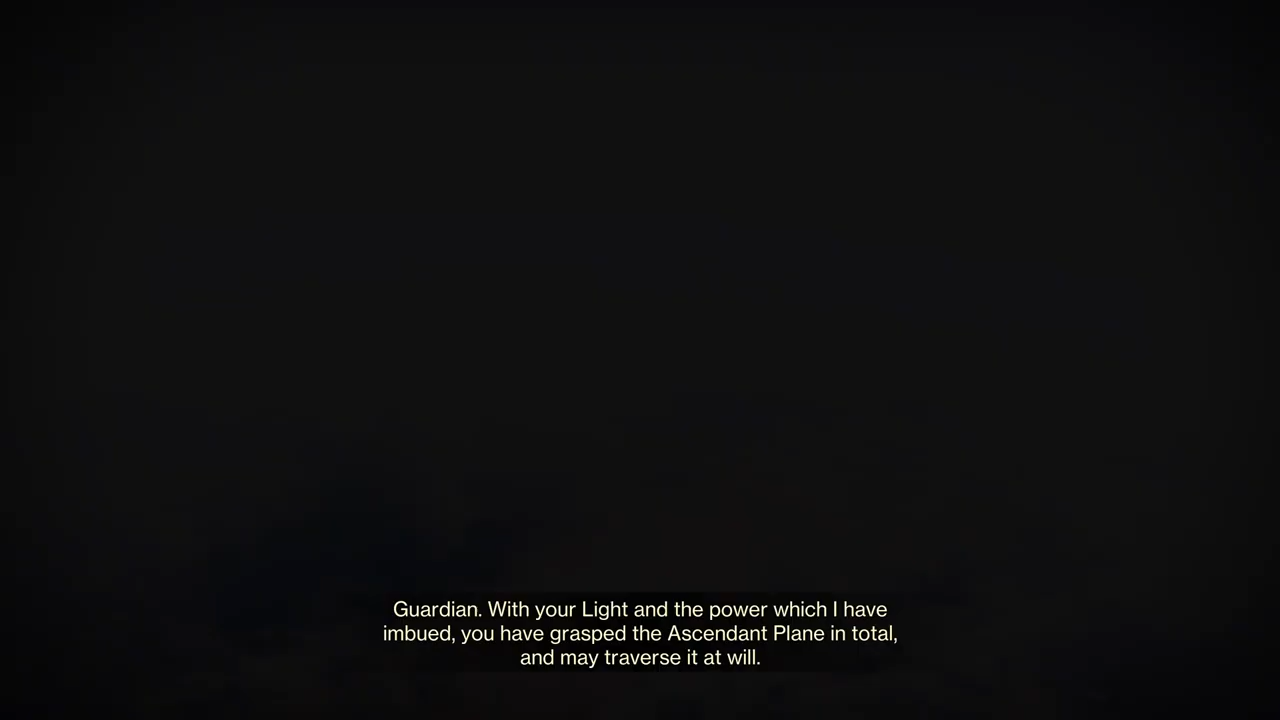 Guardian. With your Light and the power which I have
imbued, you have grasped the Ascendant Plane in total,
and may traverse it at will.